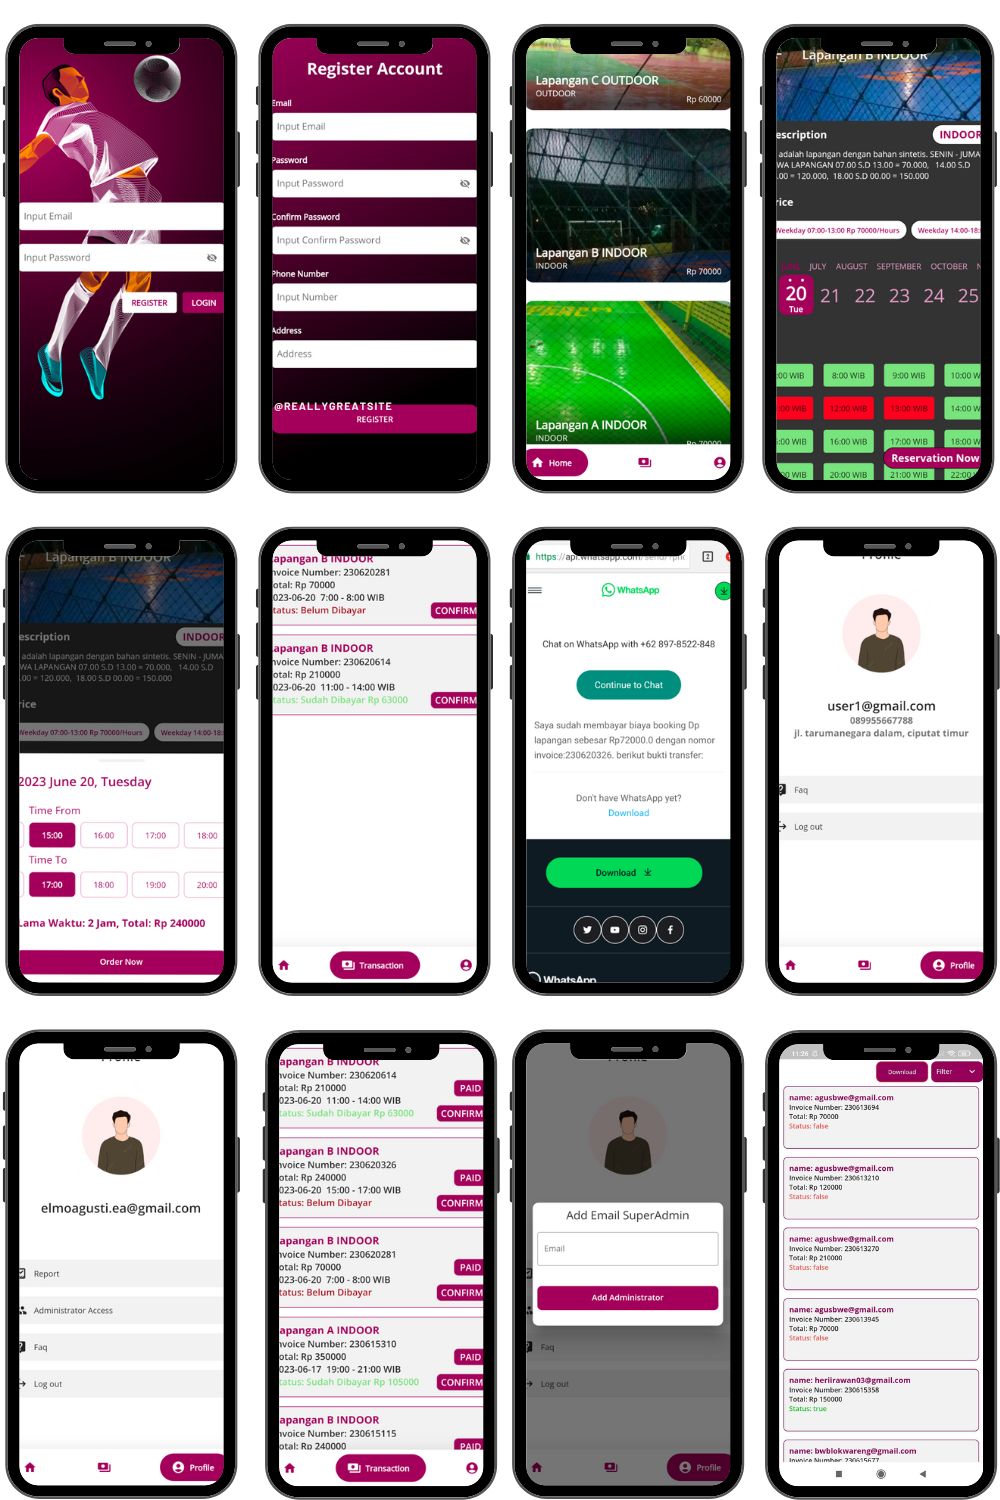 Input Email
Input Password
REGISTER
LOGIN
Register Account
Email
Input Email
Password
Input Password
Confirm Password
Input Confirm Password
Phone Number
Input Number
Address
Address
@REALLYGREATSITE
REGISTER
Lapangan C OUTDOOR
OUTDOOR
Rp 60000
Lapangan B INDOOR
INDOOR
Rp 70000
Lapangan A INDOOR
INDOOR
Rp 70000
Home
Lapangan B INDOOR
escription
INDOOR
adalah lapangan dengan bahan sintetis. SENIN - JUMA
WA LAPANGAN 07.00 S.D 13.00 = 70.000, 14.00 S.D
.00 = 120.000, 18.00 S.D 00.00 = 150.000
rice
Weekday 07:00-13:00 Rp 70000/Hours
Weekday 14:00-18:
JULY AUGUST SEPTEMBER OCTOBER N
20 21 22 23 24 25
Tue
:00 WIB 8:00 WIB 9:00 WIB 10:00 W
:00 WIB 12:00 WIB 13:00 WIB 14:00 W
:00 WIB 16:00 WIB 17:00 WIB 18:00 W
Reservation Now
00 WIB 20:00 WIB 21:00 WIB 22:00
Lapangan B INDOOR
escription
INDOOR
adalah lapangan dengan bahan sintetis. SENIN - JUMA
WA LAPANGAN 07.00 S.D 13.00 = 70.000, 14.00 S.D
.00 = 120.000, 18.00 S.D 00.00 = 150.000
rice
Weekday 07:00-13:00 Rp 70000/Hours
Weekday 14:00-18:
2023 June 20, Tuesday
Time From
15:00 16:00 17:00 18:00
Time To
17:00 18:00 19:00 20:00
Lama Waktu: 2 Jam, Total: Rp 240000
Order Now
apangan B INDOOR
nvoice Number: 230620281
otal: Rp 70000
023-06-20 7:00 - 8:00 WIB
tatus: Belum Dibayar
CONFIRM
apangan B INDOOR
nvoice Number: 230620614
otal: Rp 210000
023-06-20 11:00 - 14:00 WIB
tatus: Sudah Dibayar Rp 63000
CONFIRM
Transaction
https://api.whatsapp.com/send/?ph
2
WhatsApp
Chat on WhatsApp with +62 897-8522-848
Continue to Chat
Saya sudah membayar biaya booking Dp
lapangan sebesar Rp72000.0 dengan nomor
invoice:230620326. berikut bukti transfer:
Don't have WhatsApp yet?
Download
Download
WhatsApp
Profile
user1@gmail.com
089955667788
jl. tarumanegara dalam, ciputat timur
Faq
Log out
Profile
Profile
elmoagusti.ea@gmail.com
Report
Administrator Access
Faq
Log out
Profile
apangan B INDOOR
nvoice Number: 230620614
otal: Rp 210000
PAID
023-06-20 11:00 - 14:00 WIB
tatus: Sudah Dibayar Rp 63000
CONFIRM
apangan B INDOOR
nvoice Number: 230620326
otal: Rp 240000
PAID
023-06-20 15:00 - 17:00 WIB
tatus: Belum Dibayar
CONFIRM
apangan B INDOOR
nvoice Number: 230620281
otal: Rp 70000
PAID
023-06-20 7:00 - 8:00 WIB
tatus: Belum Dibayar
CONFIRM
apangan A INDOOR
nvoice Number: 230615310
otal: Rp 350000
PAID
023-06-17 19:00 - 21:00 WIB
tatus: Sudah Dibayar Rp 105000
CONFIRM
apangan B INDOOR
nvoice Number: 230615115
otal: Rp 240000
PAID
Transaction
Profile
Add Email SuperAdmin
Email
Add Administrator
Faq
Log out
Profile
11:26
Download
Filter
name: agusbwe@gmail.com
Invoice Number: 230613694
Total: Rp 70000
Status: false
name: agusbwe@gmail.com
Invoice Number: 230613210
Total: Rp 120000
Status: false
name: agusbwe@gmail.com
Invoice Number: 230613270
Total: Rp 210000
Status: false
name: agusbwe@gmail.com
Invoice Number: 230613945
Total: Rp 70000
Status: false
name: heriirawan03@gmail.com
Invoice Number: 230615358
Total: Rp 150000
Status: true
name: bwblokwareng@gmail.com
Invoice Number: 230615677